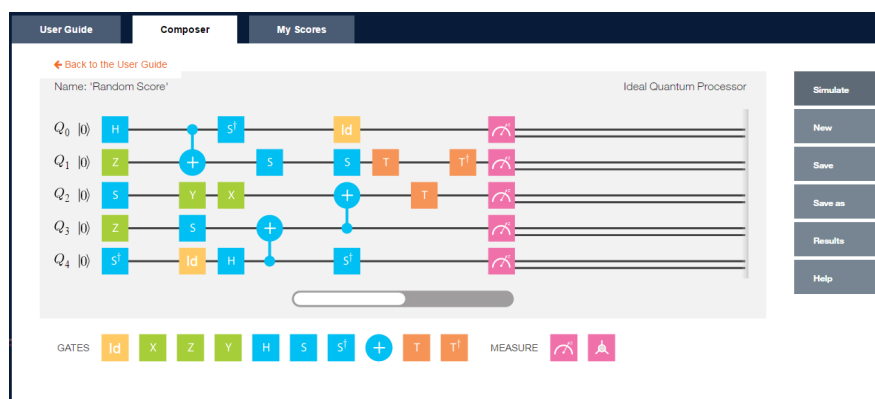 User Guide Composer My Scores
← Back to the User Guide
Name: 'Random Score' Ideal Quantum Processor
Simulate
New
Save
Save as
Results
Help
Q0 |0⟩ H S† Id
Q1 |0⟩ Z + S S T T†
Q2 |0⟩ S Y X + T
Q3 |0⟩ Z S +
Q4 |0⟩ S† Id H S†
GATES Id X Z Y H S S† + T T† MEASURE